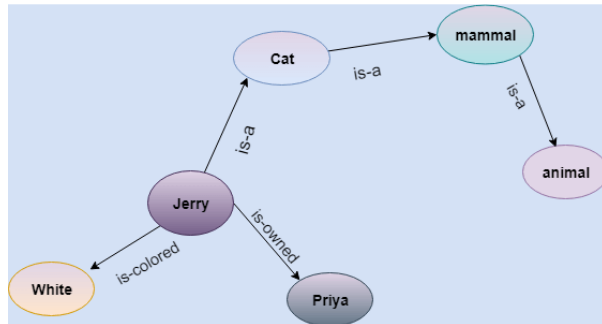 mammal
Cat
is-a
is-a
is-a
animal
Jerry
is-owned
is-colored
White
Priya